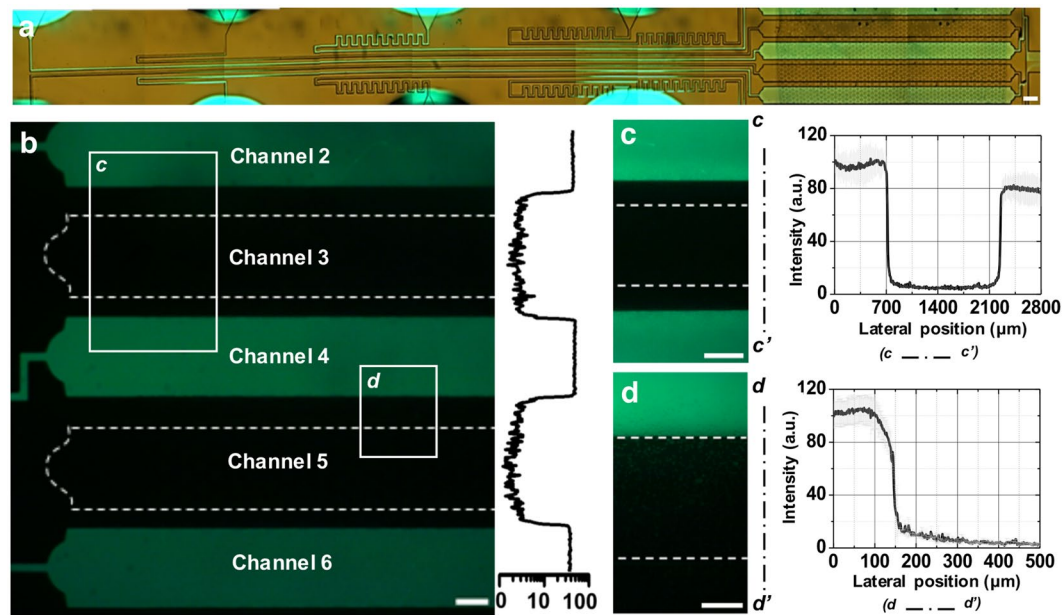 a
b
c
Channel 2
Channel 3
Channel 4
d
Channel 5
Channel 6
0 10 100
c
c
c'
Intensity (a.u.)
120
80
40
0
0 700 1400 2100 2800
Lateral position (µm)
(c — · — c')
d
d
d'
Intensity (a.u.)
120
80
40
0
0 100 200 300 400 500
Lateral position (µm)
(d — · — d')